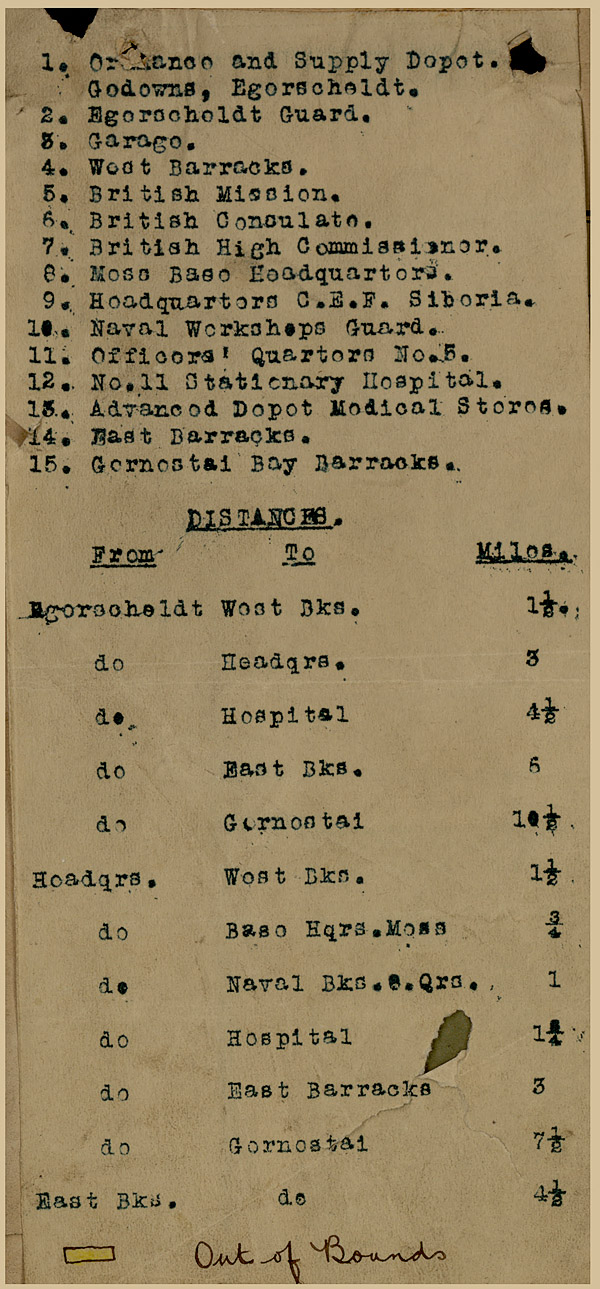 1. Ordnance and Supply Depot.
Godowns, Egerscheldt.
2. Egerscheldt Guard.
3. Garage.
4. West Barracks.
5. British Mission.
6. British Consulate.
7. British High Commissioner.
8. Mess Base Headquarters.
9. Headquarters C.E.F. Siberia.
10. Naval Workshops Guard.
11. Officers' Quarters No.5.
12. No.11 Stationary Hospital.
13. Advanced Depot Medical Stores.
14. East Barracks.
15. Gornostai Bay Barracks.
DISTANCES.
From To Miles.
Egerscheldt West Bks. 1½.
do Headqrs. 3
do. Hospital 4½
do East Bks. 6
do Gornostai 10½
Headqrs. West Bks. 1½
do Base Hqrs.Mess ¾
do Naval Bks.O.Qrs. 1
do Hospital
do East Barracks 3
do Gornostai 7½
East Bks. do 4½
Out of Bounds